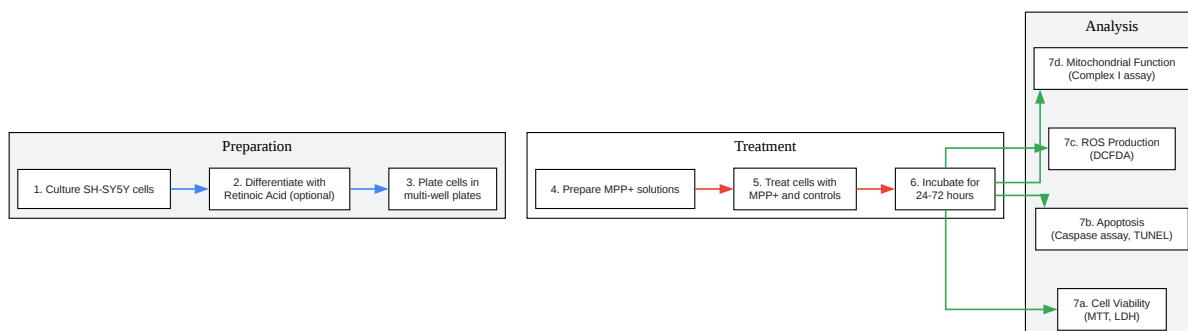 Preparation
1. Culture SH-SY5Y cells
2. Differentiate with
Retinoic Acid (optional)
3. Plate cells in
multi-well plates
Treatment
4. Prepare MPP+ solutions
5. Treat cells with
MPP+ and controls
6. Incubate for
24-72 hours
Analysis
7d. Mitochondrial Function
(Complex I assay)
7c. ROS Production
(DCFDA)
7b. Apoptosis
(Caspase assay, TUNEL)
7a. Cell Viability
(MTT, LDH)